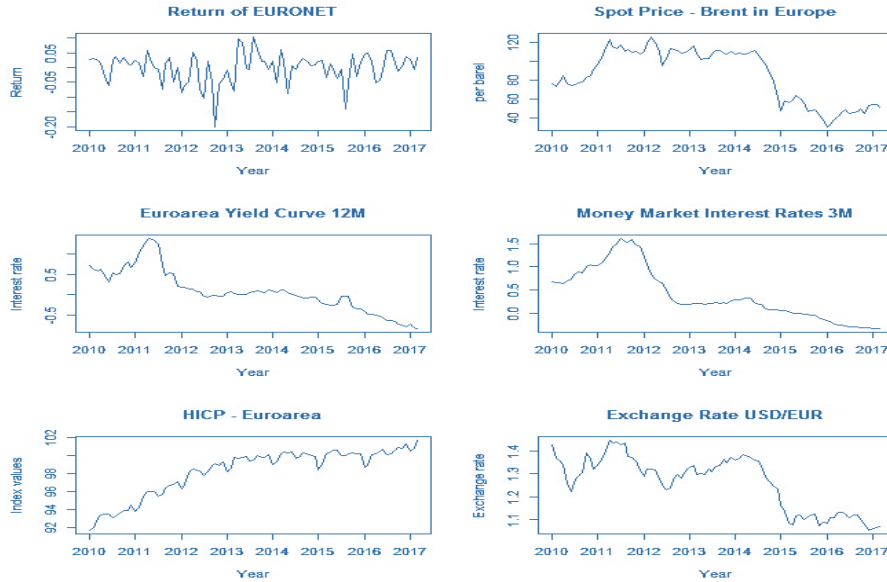 Return of EURONET
Return
0.05
-0.05
-0.20
2010 2011 2012 2013 2014 2015 2016 2017
Year
Spot Price - Brent in Europe
per barel
120
80
60
40
2010 2011 2012 2013 2014 2015 2016 2017
Year
Euroarea Yield Curve 12M
Interest rate
0.5
-0.5
2010 2011 2012 2013 2014 2015 2016 2017
Year
Money Market Interest Rates 3M
Interest rate
1.5
1.0
0.5
0.0
2010 2011 2012 2013 2014 2015 2016 2017
Year
HICP - Euroarea
Index values
102
98
96
94
92
2010 2011 2012 2013 2014 2015 2016 2017
Year
Exchange Rate USD/EUR
Exchange rate
1.4
1.3
1.2
1.1
2010 2011 2012 2013 2014 2015 2016 2017
Year